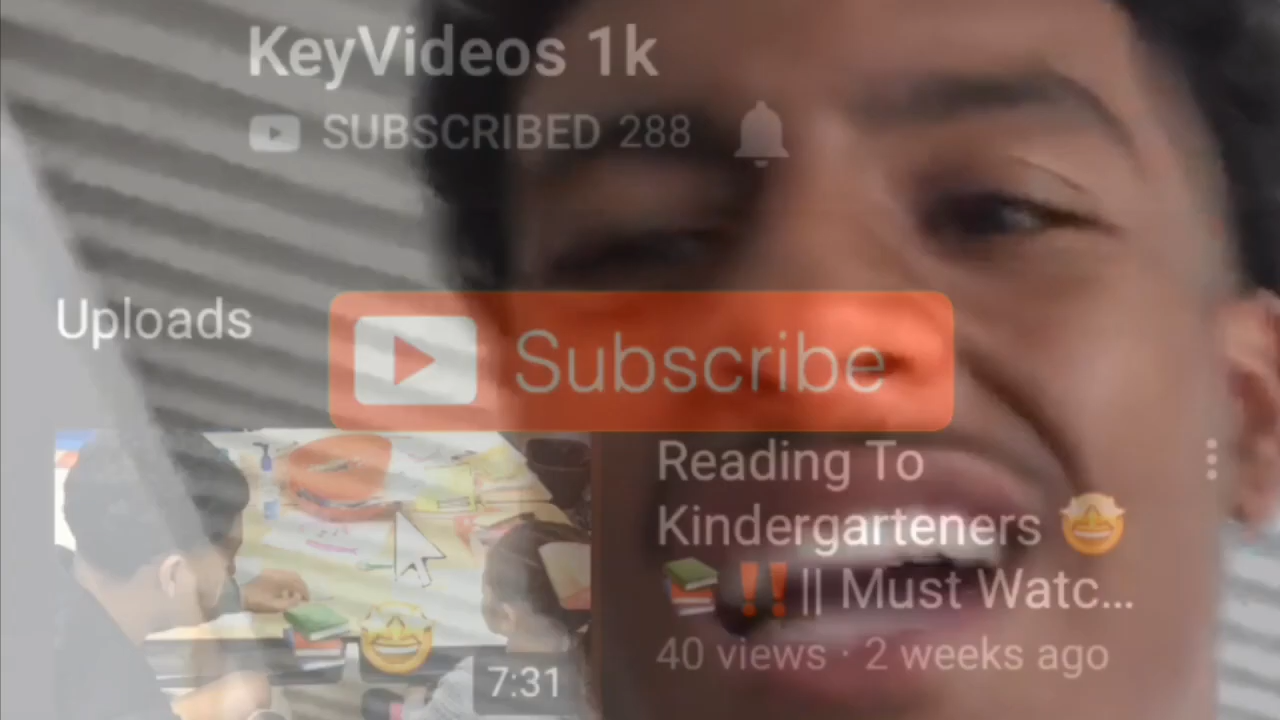 KeyVideos 1k
SUBSCRIBED 288
Uploads
Subscribe
Reading To
Kindergarteners 🤩
📚 ‼️|| Must Watc...
40 views · 2 weeks ago
7:31